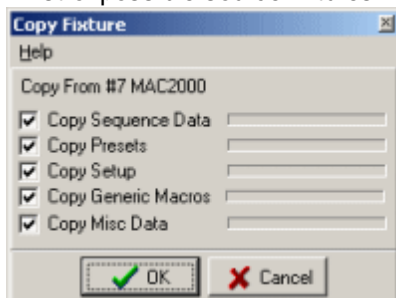 Copy Fixture
Help
Copy From #7 MAC2000
Copy Sequence Data
Copy Presets
Copy Setup
Copy Generic Macros
Copy Misc Data
OK Cancel